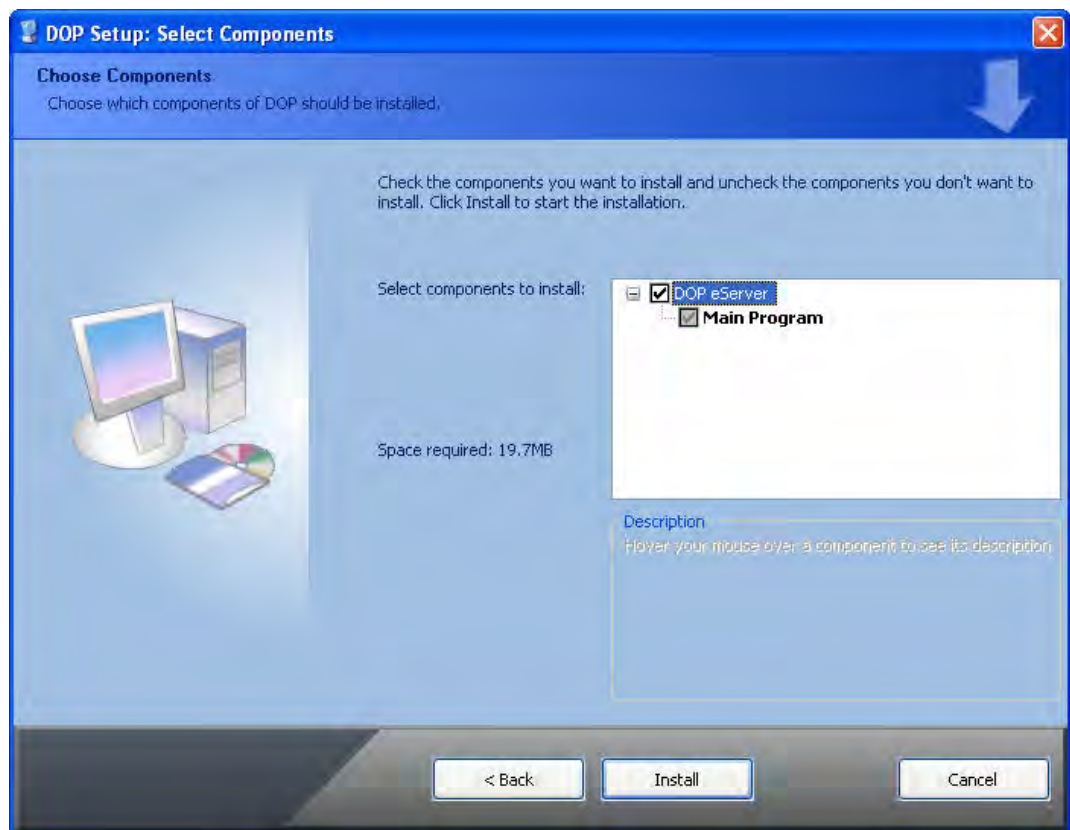 DOP Setup: Select Components
Choose Components
Choose which components of DOP should be installed.
Check the components you want to install and uncheck the components you don't want to
install. Click Install to start the installation.
Select components to install:
DOP eServer
Main Program
Space required: 19.7MB
Description
Hover your mouse over a component to see its description
< Back
Install
Cancel